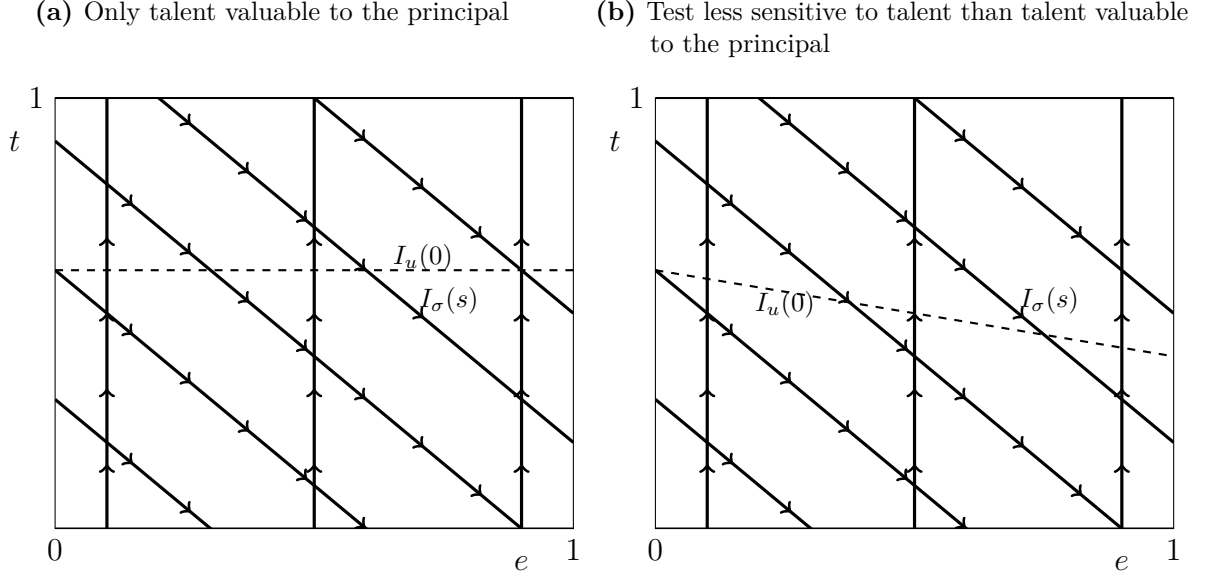 (a) Only talent valuable to the principal
1
t
I_u(0)
I_σ(s)
0
e
1
(b) Test less sensitive to talent than talent valuable
to the principal
1
t
I_u(0)
I_σ(s)
0
e
1